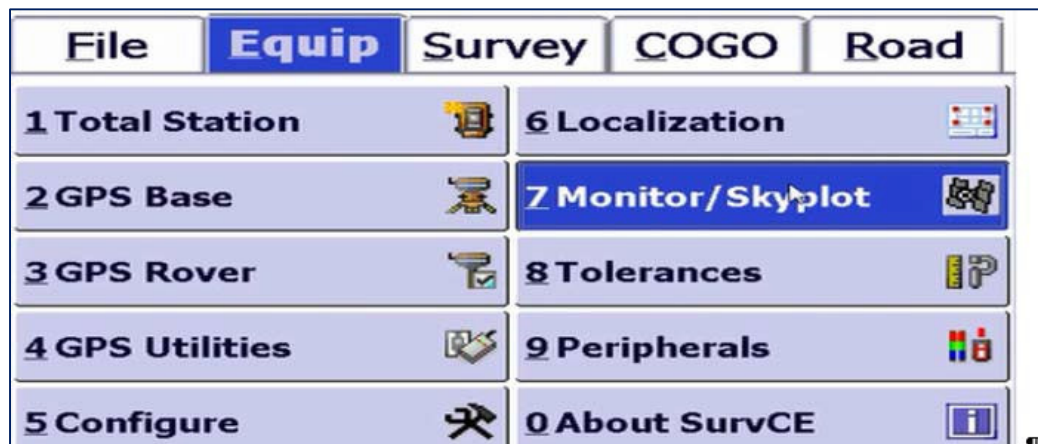 File Equip Survey COGO Road
1 Total Station
2 GPS Base
3 GPS Rover
4 GPS Utilities
5 Configure
6 Localization
7 Monitor/Skyplot
8 Tolerances
9 Peripherals
0 About SurvCE
¶